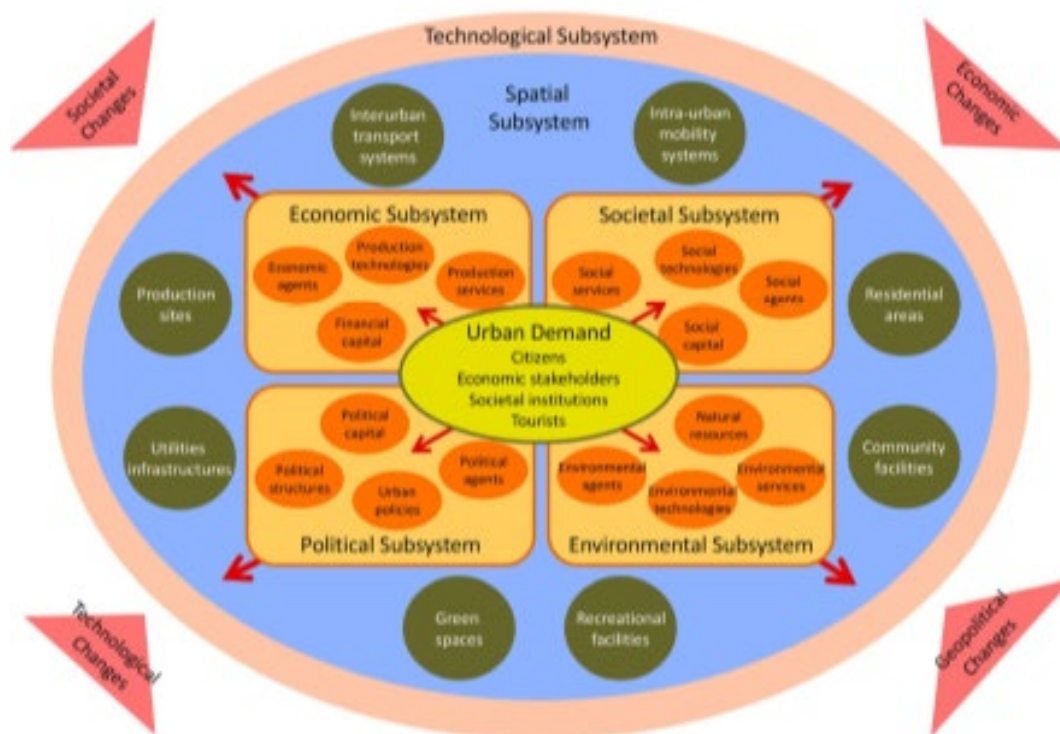 Technological Subsystem
Societal
Changes
Economic
Changes
Spatial
Subsystem
Interurban
transport
systems
Intra-urban
mobility
systems
Economic Subsystem
Production
technologies
Economic
agents
Production
services
Financial
capital
Societal Subsystem
Social
technologies
Social
services
Social
agents
Social
capital
Production
sites
Residential
areas
Urban Demand
Citizens
Economic stakeholders
Societal institutions
Tourists
Utilities
infrastructures
Community
facilities
Political
capital
Political
structures
Political
agents
Urban
policies
Political Subsystem
Natural
resources
Environmental
agents
Environmental
services
Environmental
technologies
Environmental Subsystem
Green
spaces
Recreational
facilities
Technological
Changes
Geopolitical
Changes